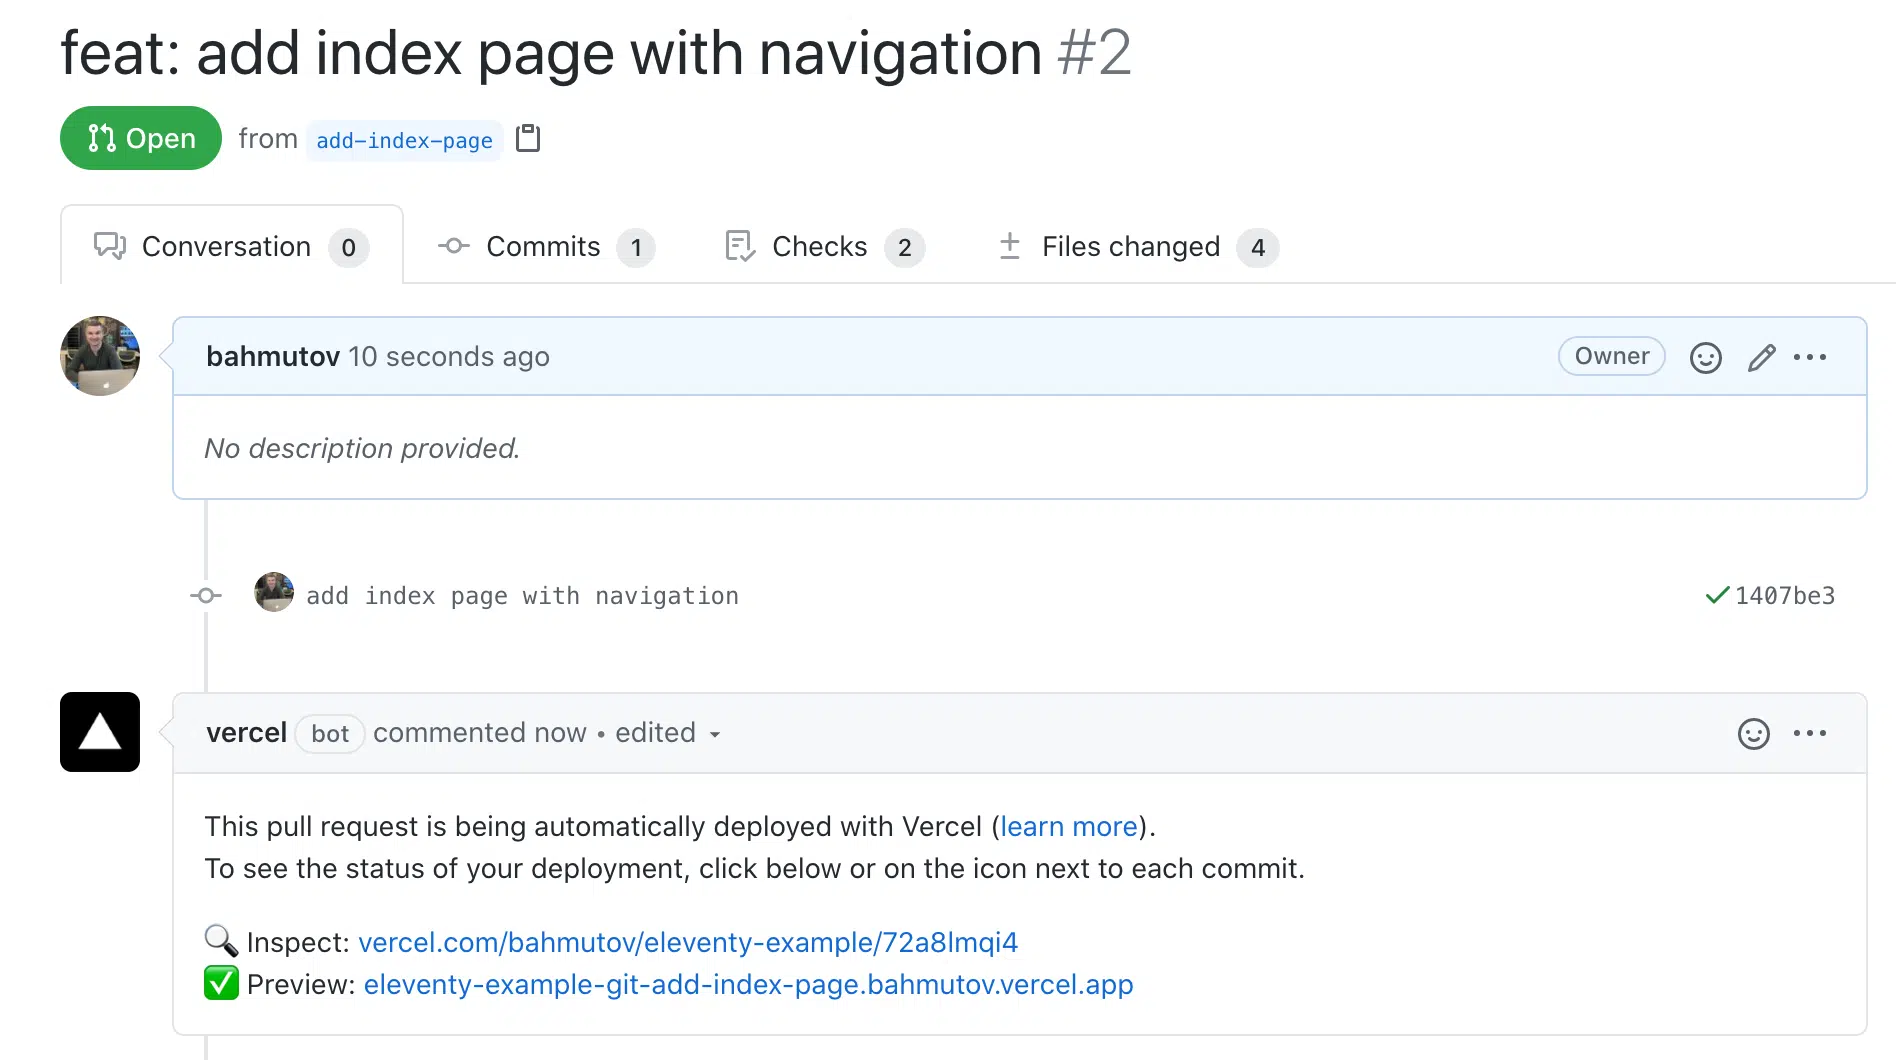 feat: add index page with navigation #2
Open from add-index-page
Conversation 0 Commits 1 Checks 2 Files changed 4
bahmutov 10 seconds ago Owner
No description provided.
add index page with navigation 1407be3
vercel bot commented now • edited
This pull request is being automatically deployed with Vercel (learn more).
To see the status of your deployment, click below or on the icon next to each commit.
🔍 Inspect: vercel.com/bahmutov/eleventy-example/72a8lmqi4
✅ Preview: eleventy-example-git-add-index-page.bahmutov.vercel.app